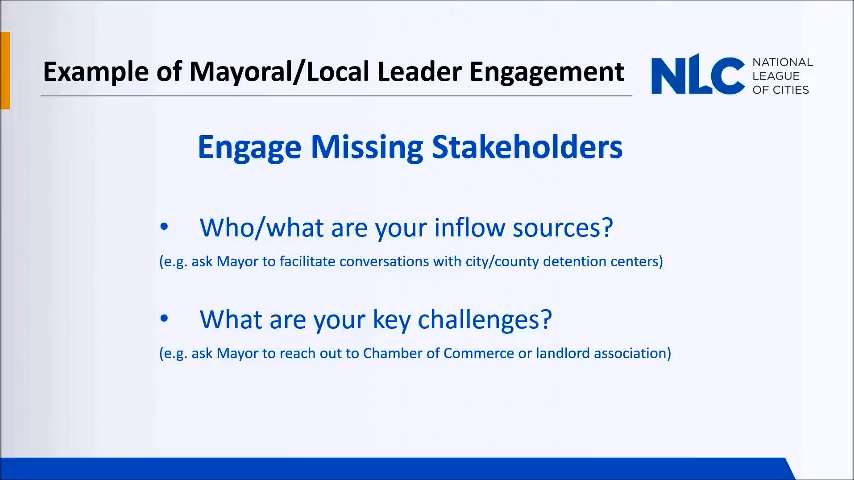 Example of Mayoral/Local Leader Engagement
NLC
NATIONAL
LEAGUE
OF CITIES
Engage Missing Stakeholders
• Who/what are your inflow sources?
(e.g. ask Mayor to facilitate conversations with city/county detention centers)
• What are your key challenges?
(e.g. ask Mayor to reach out to Chamber of Commerce or landlord association)